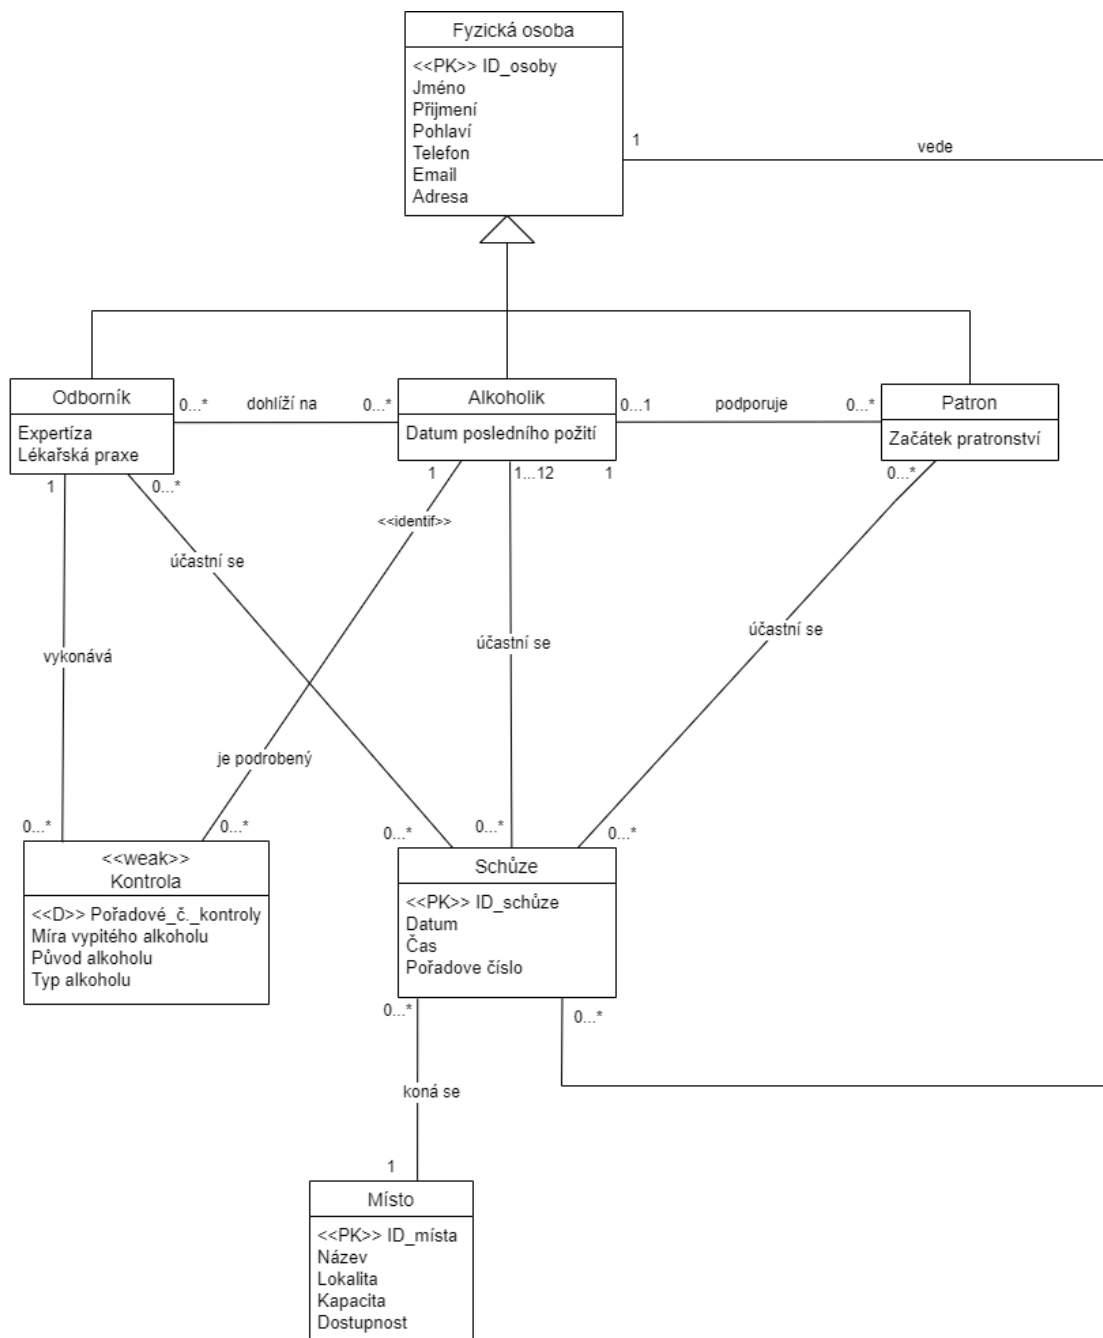 Fyzická osoba
<<PK>> ID_osoby
Jméno
Přijmení
Pohlaví
Telefon
Email
Adresa
1
vede
Odborník
Expertíza
Lékařská praxe
0...*
dohlíží na
0...*
Alkoholik
Datum posledního požití
0...1
podporuje
0...*
Patron
Začátek pratronství
1
0...*
1
1...12
1
0...*
<<identif>>
účastní se
účastní se
účastní se
vykonává
je podrobený
0...*
0...*
0...*
0...*
0...*
<<weak>>
Kontrola
<<D>> Pořadové_č._kontroly
Míra vypitého alkoholu
Původ alkoholu
Typ alkoholu
Schůze
<<PK>> ID_schůze
Datum
Čas
Pořadove číslo
0...*
0...*
koná se
1
Místo
<<PK>> ID_místa
Název
Lokalita
Kapacita
Dostupnost